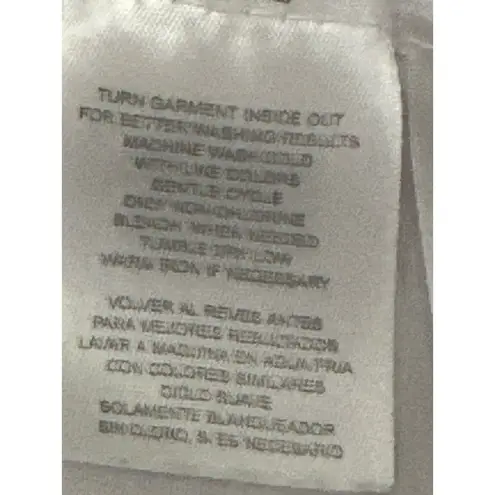 TURN GARMENT INSIDE OUT
FOR BETTER WASHING RESULTS
MACHINE WASH COLD
WITH LIKE COLORS
GENTLE CYCLE
ONLY NON-CHLORINE
BLEACH WHEN NEEDED
TUMBLE DRY LOW
WARM IRON IF NECESSARY
VOLVER AL REVES ANTES
PARA MEJORES RESULTADOS
LAVAR A MAQUINA EN AGUA FRIA
CON COLORES SIMILARES
CICLO SUAVE
SOLAMENTE BLANQUEADOR
SIN CLORO, SI ES NECESARIO